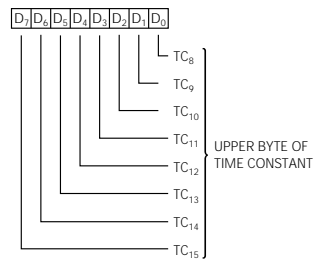 D₇ D₆ D₅ D₄ D₃ D₂ D₁ D₀
TC₈
TC₉
TC₁₀
TC₁₁
TC₁₂
TC₁₃
TC₁₄
TC₁₅
UPPER BYTE OF
TIME CONSTANT